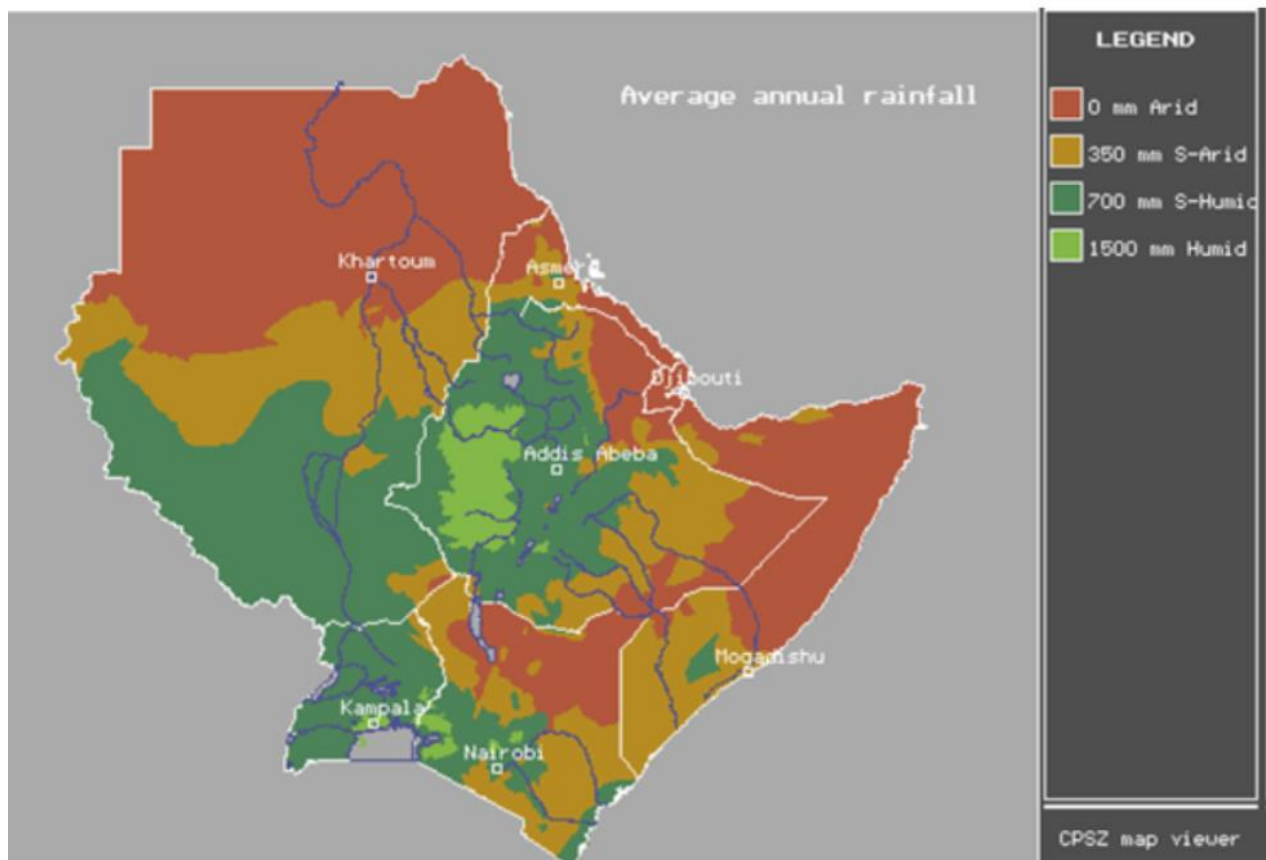 Average annual rainfall
LEGEND
0 mm Arid
350 mm S-Arid
700 mm S-Humid
1500 mm Humid
Khartoum
Asmera
Djibouti
Addis Abeba
Mogadishu
Kampala
Nairobi
CPSZ map viewer